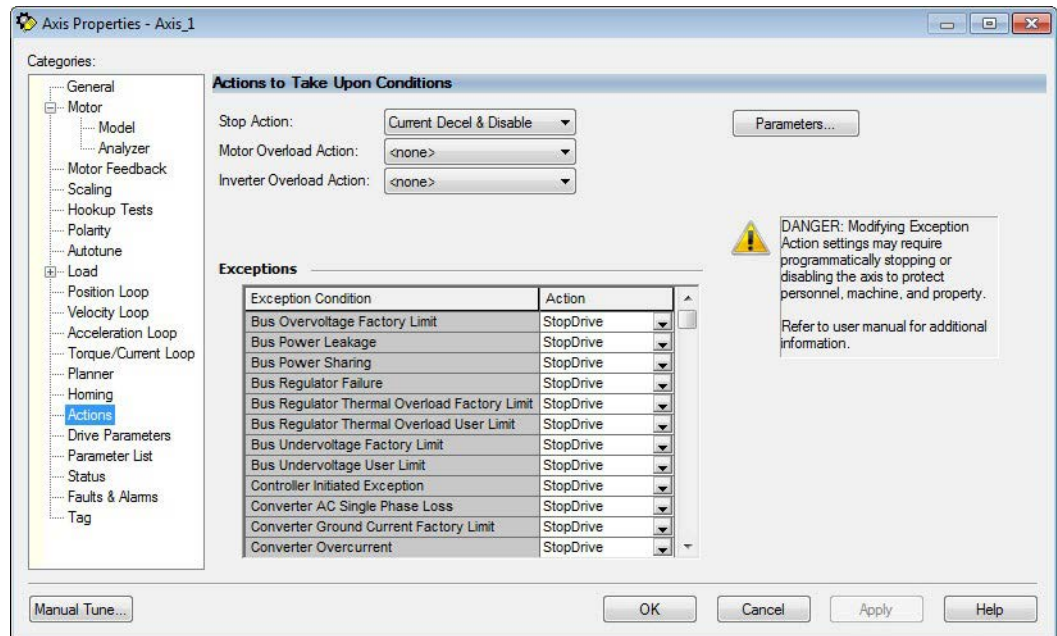 Axis Properties - Axis_1
Categories:
General
Motor
Model
Analyzer
Motor Feedback
Scaling
Hookup Tests
Polarity
Autotune
Load
Position Loop
Velocity Loop
Acceleration Loop
Torque/Current Loop
Planner
Homing
Actions
Drive Parameters
Parameter List
Status
Faults & Alarms
Tag
Actions to Take Upon Conditions
Stop Action: Current Decel & Disable
Motor Overload Action: <none>
Inverter Overload Action: <none>
Parameters...
DANGER: Modifying Exception
Action settings may require
programmatically stopping or
disabling the axis to protect
personnel, machine, and property.
Refer to user manual for additional
information.
Exceptions
Exception Condition Action
Bus Overvoltage Factory Limit StopDrive
Bus Power Leakage StopDrive
Bus Power Sharing StopDrive
Bus Regulator Failure StopDrive
Bus Regulator Thermal Overload Factory Limit StopDrive
Bus Regulator Thermal Overload User Limit StopDrive
Bus Undervoltage Factory Limit StopDrive
Bus Undervoltage User Limit StopDrive
Controller Initiated Exception StopDrive
Converter AC Single Phase Loss StopDrive
Converter Ground Current Factory Limit StopDrive
Converter Overcurrent StopDrive
Manual Tune... OK Cancel Apply Help